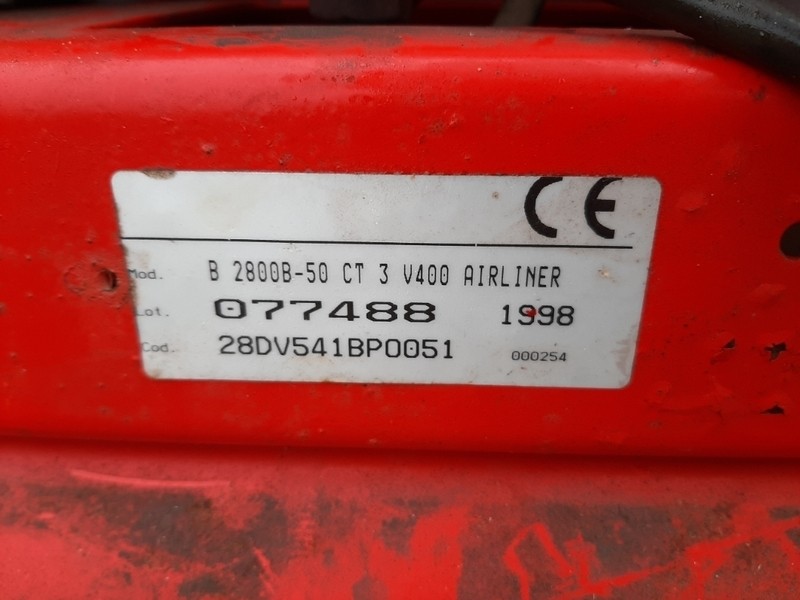 CE
Mod. B 2800B-50 CT 3 V400 AIRLINER
Lot. 077488 1998
Cod. 28DV541BP0051 000254